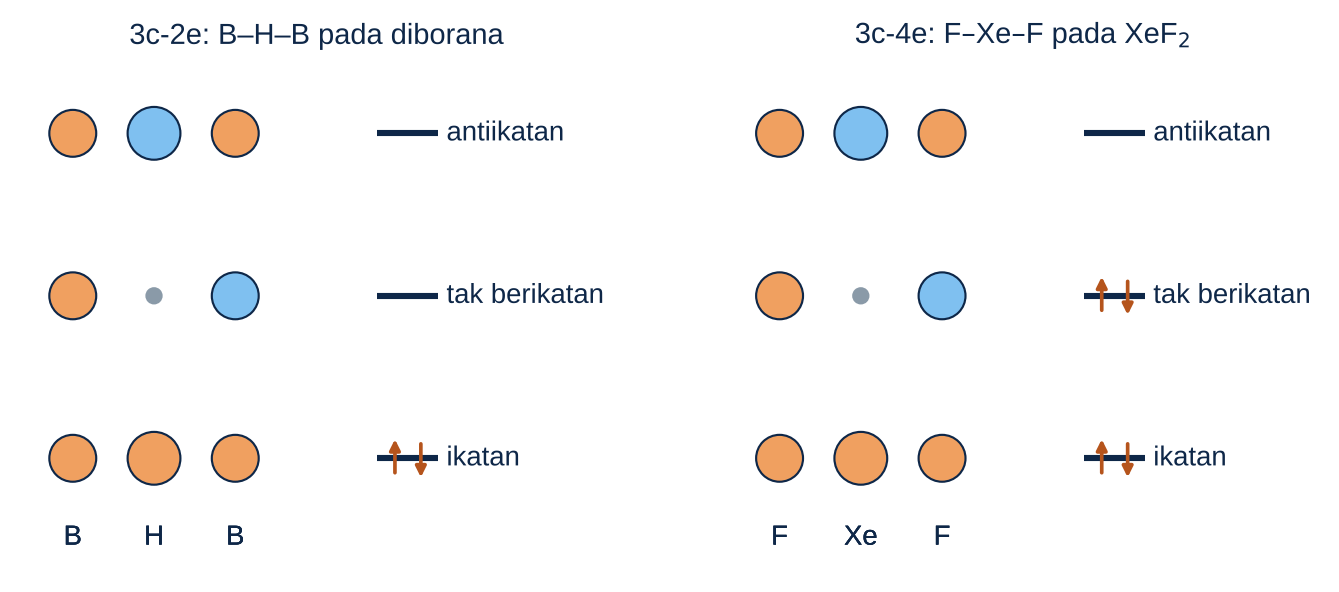 3c-2e: B–H–B pada diborana
antiikatan
tak berikatan
ikatan
B H B
3c-4e: F–Xe–F pada XeF₂
antiikatan
tak berikatan
ikatan
F Xe F